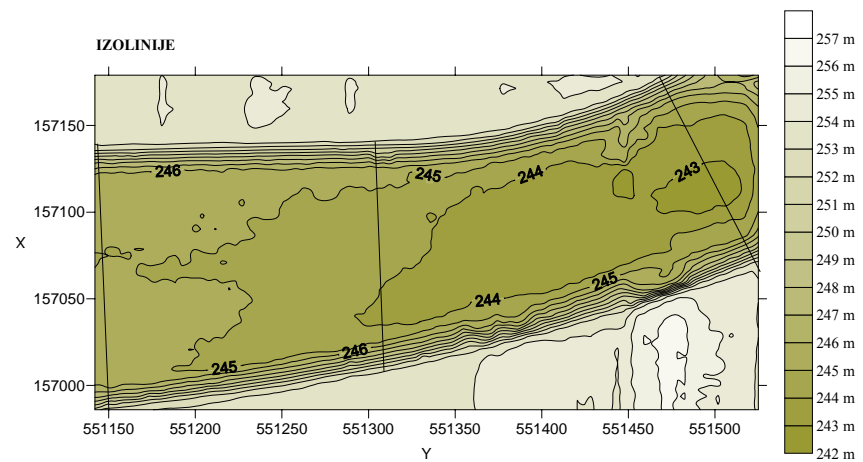 IZOLINIJE
257 m
256 m
255 m
254 m
253 m
252 m
251 m
250 m
249 m
248 m
247 m
246 m
245 m
244 m
243 m
242 m
X
157150
157100
157050
157000
246
245
244
243
244
245
246
245
551150
551200
551250
551300
551350
551400
551450
551500
Y